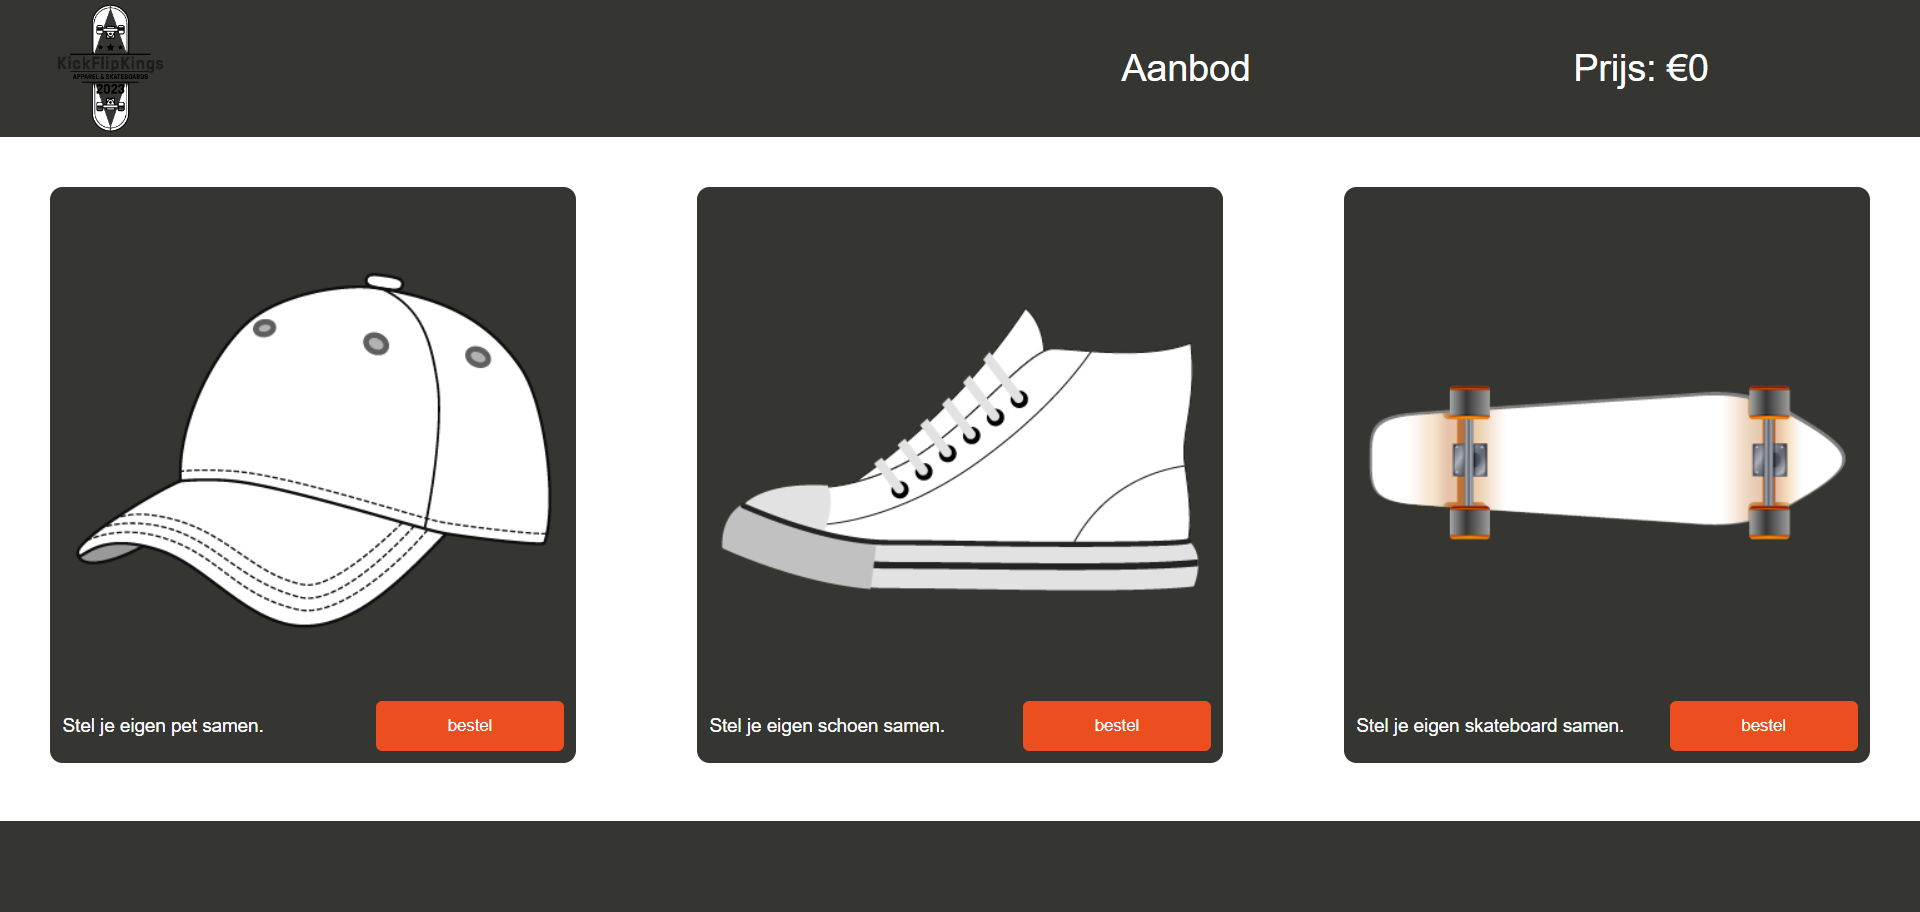 KickFlipKings
APPAREL & SKATEBOARDS
2023
Aanbod
Prijs: €0
Stel je eigen pet samen.
bestel
Stel je eigen schoen samen.
bestel
Stel je eigen skateboard samen.
bestel